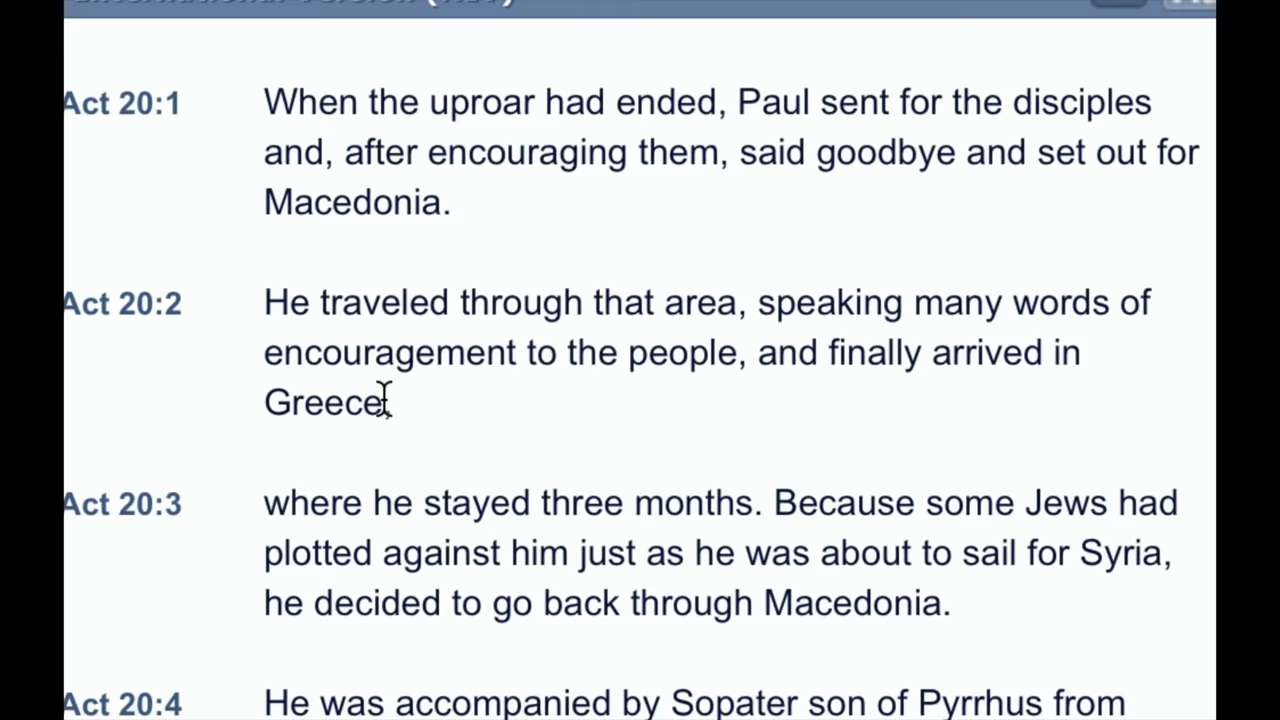 Act 20:1 When the uproar had ended, Paul sent for the disciples
and, after encouraging them, said goodbye and set out for
Macedonia.
Act 20:2 He traveled through that area, speaking many words of
encouragement to the people, and finally arrived in
Greece,
Act 20:3 where he stayed three months. Because some Jews had
plotted against him just as he was about to sail for Syria,
he decided to go back through Macedonia.
Act 20:4 He was accompanied by Sopater son of Pyrrhus from